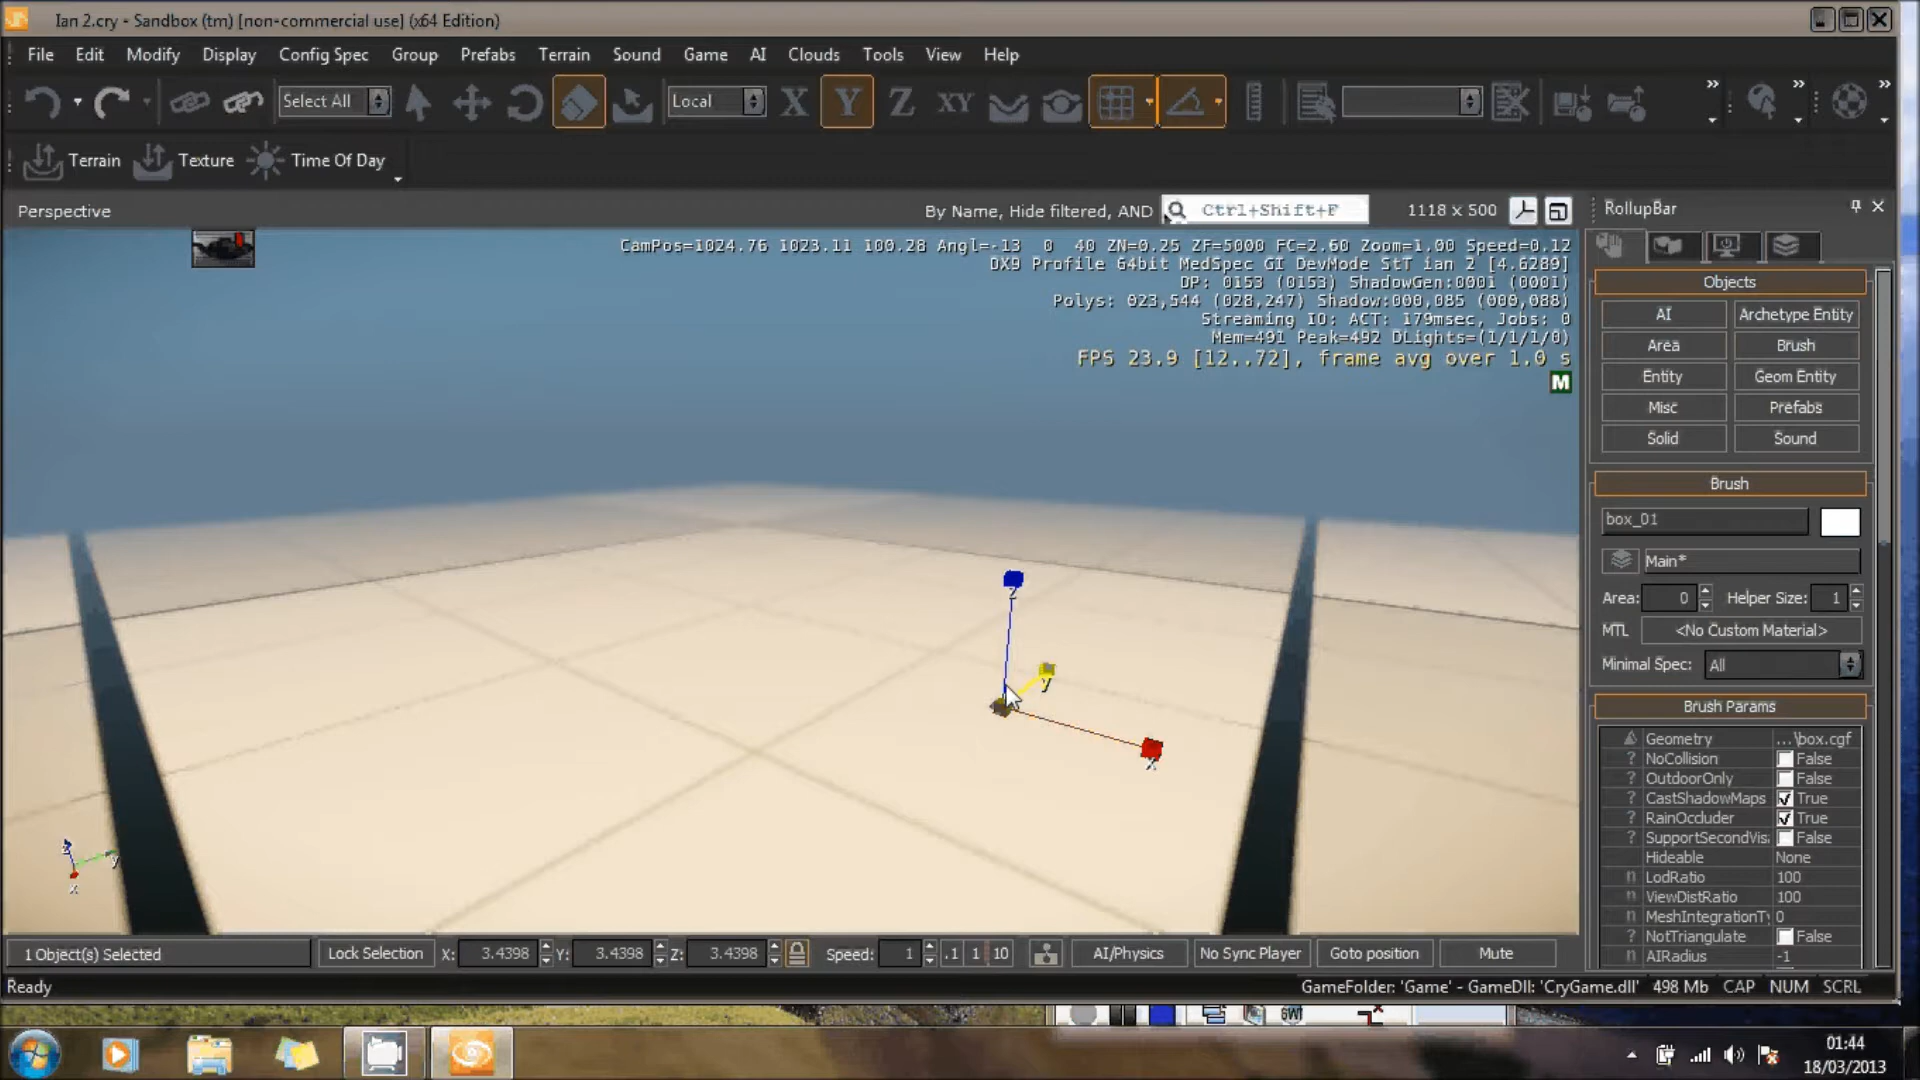 Ian 2.cry - Sandbox (tm) [non-commercial use] (x64 Edition)
File Edit Modify Display Config Spec Group Prefabs Terrain Sound Game AI Clouds Tools View Help
Select All Local X Y Z XY
Terrain Texture Time Of Day
Perspective By Name, Hide filtered, AND Ctrl+Shift+F 1118 x 500 RollupBar
CamPos=1024.76 1023.11 100.28 Angl=-13 0 40 ZN=0.25 ZF=5000 FC=2.60 Zoom=1.00 Speed=0.12
DX9 Profile 64bit MedSpec GI DevMode StT ian 2 [4.6289]
DP: 0153 (0153) ShadowGen:0001 (0001)
Polys: 023,544 (028,247) Shadow:000,085 (009,088)
Streaming IO: ACT: 179msec, Jobs: 0
Mem=491 Peak=492 DLights=(1/1/1/0)
FPS 23.9 [12..72], frame avg over 1.0 s
M
z
y
x
z
y
x
Objects
AI Archetype Entity
Area Brush
Entity Geom Entity
Misc Prefabs
Solid Sound
Brush
box_01
Main*
Area: 0 Helper Size: 1
MTL <No Custom Material>
Minimal Spec: All
Brush Params
Geometry ...\box.cgf
? NoCollision False
? OutdoorOnly False
? CastShadowMaps True
? RainOccluder True
? SupportSecondVis False
Hideable None
n LodRatio 100
n ViewDistRatio 100
n MeshIntegrationTy 0
? NotTriangulate False
n AIRadius -1
1 Object(s) Selected Lock Selection X: 3.4398 Y: 3.4398 Z: 3.4398 Speed: 1 .1 1 10 AI/Physics No Sync Player Goto position Mute
Ready GameFolder: 'Game' - GameDll: 'CryGame.dll' 498 Mb CAP NUM SCRL
01:44
18/03/2013